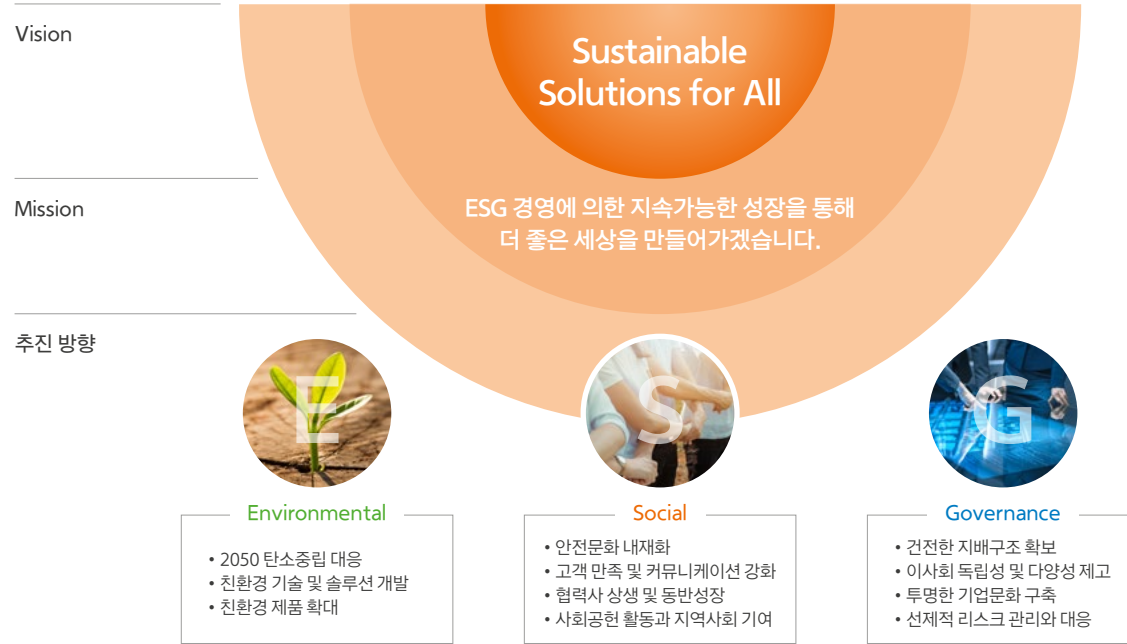 Vision
Sustainable
Solutions for All
Mission
ESG 경영에 의한 지속가능한 성장을 통해
더 좋은 세상을 만들어가겠습니다.
추진 방향
E
S
G
Environmental
• 2050 탄소중립 대응
• 친환경 기술 및 솔루션 개발
• 친환경 제품 확대
Social
• 안전문화 내재화
• 고객 만족 및 커뮤니케이션 강화
• 협력사 상생 및 동반성장
• 사회공헌 활동과 지역사회 기여
Governance
• 건전한 지배구조 확보
• 이사회 독립성 및 다양성 제고
• 투명한 기업문화 구축
• 선제적 리스크 관리와 대응